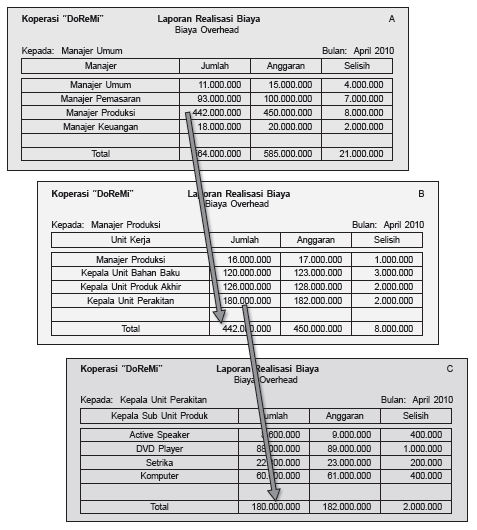 Koperasi "DoReMi" Laporan Realisasi Biaya A
Biaya Overhead
Kepada: Manajer Umum Bulan: April 2010
Manajer Jumlah Anggaran Selisih
Manajer Umum 11.000.000 15.000.000 4.000.000
Manajer Pemasaran 93.000.000 100.000.000 7.000.000
Manajer Produksi 442.000.000 450.000.000 8.000.000
Manajer Keuangan 18.000.000 20.000.000 2.000.000
Total 64.000.000 585.000.000 21.000.000
Koperasi "DoReMi" Laporan Realisasi Biaya B
Biaya Overhead
Kepada: Manajer Produksi Bulan: April 2010
Unit Kerja Jumlah Anggaran Selisih
Manajer Produksi 16.000.000 17.000.000 1.000.000
Kepala Unit Bahan Baku 120.000.000 123.000.000 3.000.000
Kepala Unit Produk Akhir 126.000.000 128.000.000 2.000.000
Kepala Unit Perakitan 180.000.000 182.000.000 2.000.000
Total 442.000.000 450.000.000 8.000.000
Koperasi "DoReMi" Laporan Realisasi Biaya C
Biaya Overhead
Kepada: Kepala Unit Perakitan Bulan: April 2010
Kepala Sub Unit Produk Jumlah Anggaran Selisih
Active Speaker 9.000.000 400.000
DVD Player 88.000.000 89.000.000 1.000.000
Setrika 23.000.000 200.000
Komputer 61.000.000 400.000
Total 180.000.000 182.000.000 2.000.000